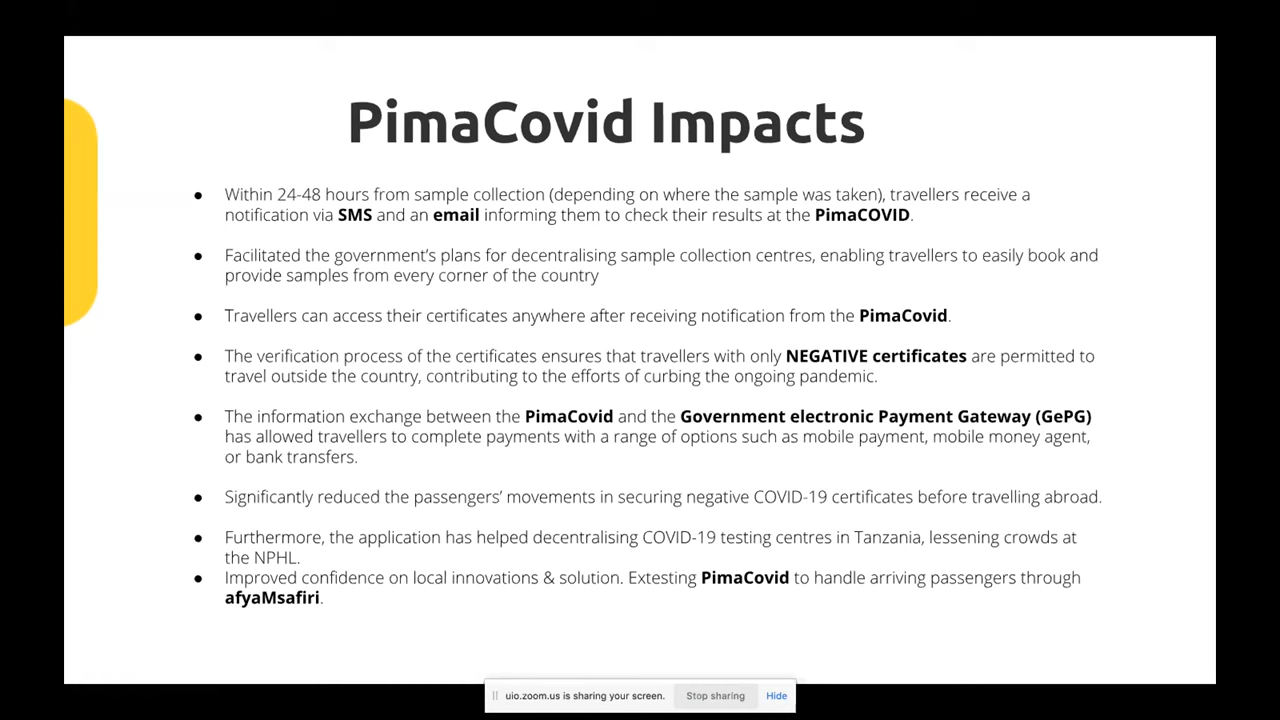 PimaCovid Impacts
● Within 24-48 hours from sample collection (depending on where the sample was taken), travellers receive a
notification via SMS and an email informing them to check their results at the PimaCOVID.
● Facilitated the government's plans for decentralising sample collection centres, enabling travellers to easily book and
provide samples from every corner of the country
● Travellers can access their certificates anywhere after receiving notification from the PimaCovid.
● The verification process of the certificates ensures that travellers with only NEGATIVE certificates are permitted to
travel outside the country, contributing to the efforts of curbing the ongoing pandemic.
● The information exchange between the PimaCovid and the Government electronic Payment Gateway (GePG)
has allowed travellers to complete payments with a range of options such as mobile payment, mobile money agent,
or bank transfers.
● Significantly reduced the passengers' movements in securing negative COVID-19 certificates before travelling abroad.
● Furthermore, the application has helped decentralising COVID-19 testing centres in Tanzania, lessening crowds at
the NPHL.
● Improved confidence on local innovations & solution. Extesting PimaCovid to handle arriving passengers through
afyaMsafiri.
uio.zoom.us is sharing your screen. Stop sharing Hide